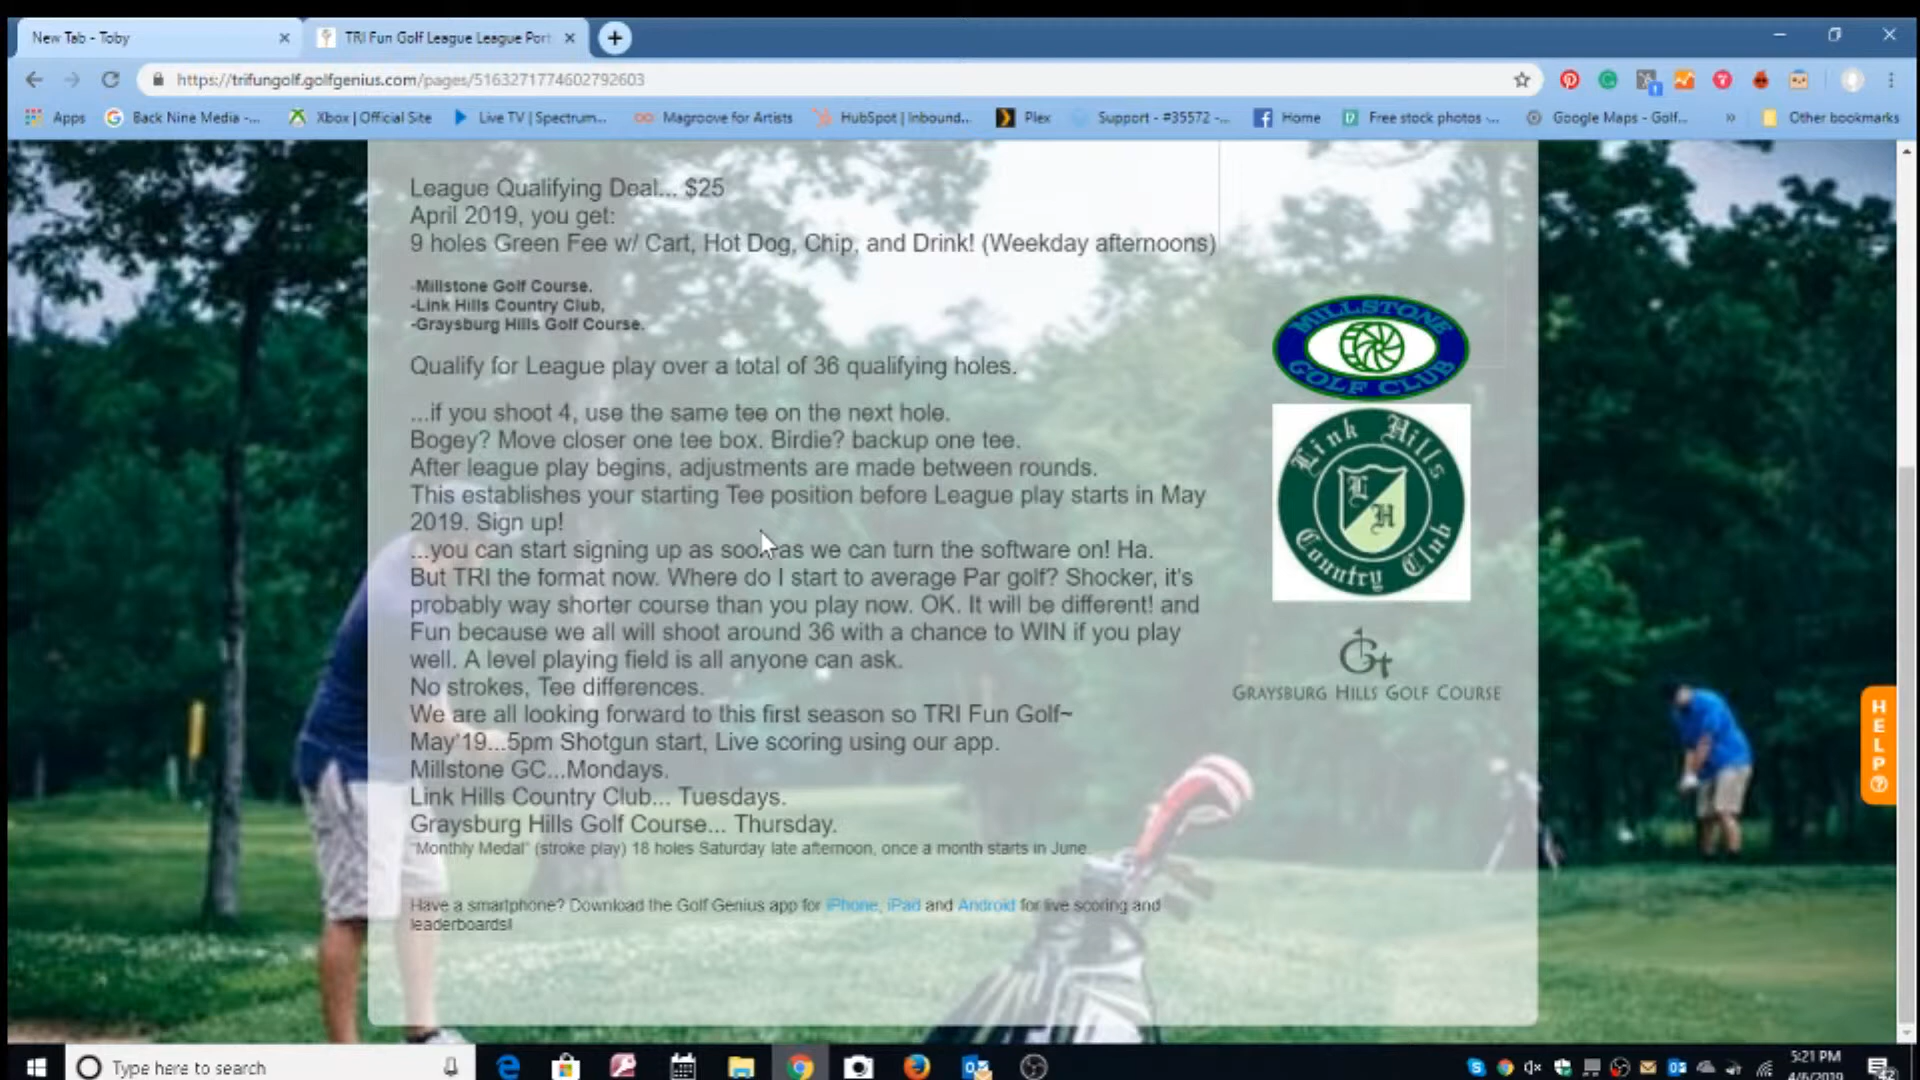 New Tab - Toby
TRI Fun Golf League League Port
https://trifungolf.golfgenius.com/pages/5163271774602792603
Apps
Back Nine Media -...
Xbox | Official Site
Live TV | Spectrum...
Magroove for Artists
HubSpot | Inbound...
Plex
Support - #35572 -...
Home
Free stock photos ...
Google Maps - Golf...
»
Other bookmarks
League Qualifying Deal... $25
April 2019, you get:
9 holes Green Fee w/ Cart, Hot Dog, Chip, and Drink! (Weekday afternoons)
-Millstone Golf Course.
-Link Hills Country Club,
-Graysburg Hills Golf Course.
Qualify for League play over a total of 36 qualifying holes.
...if you shoot 4, use the same tee on the next hole.
Bogey? Move closer one tee box. Birdie? backup one tee.
After league play begins, adjustments are made between rounds.
This establishes your starting Tee position before League play starts in May
2019. Sign up!
...you can start signing up as soon as we can turn the software on! Ha.
But TRI the format now. Where do I start to average Par golf? Shocker, it's
probably way shorter course than you play now. OK. It will be different! and
Fun because we all will shoot around 36 with a chance to WIN if you play
well. A level playing field is all anyone can ask.
No strokes, Tee differences.
We are all looking forward to this first season so TRI Fun Golf~
May'19...5pm Shotgun start, Live scoring using our app.
Millstone GC...Mondays.
Link Hills Country Club... Tuesdays.
Graysburg Hills Golf Course... Thursday.
"Monthly Medal" (stroke play) 18 holes Saturday late afternoon, once a month starts in June.
Have a smartphone? Download the Golf Genius app for iPhone, iPad and Android for live scoring and
leaderboards!
MILLSTONE
GOLF CLUB
Link Hills
L H
Country Club
GRAYSBURG HILLS GOLF COURSE
HELP
Type here to search
5:21 PM
4/6/2019
42